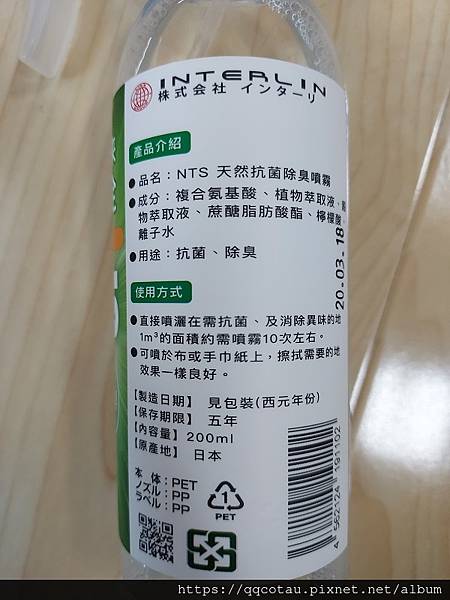 INTERLIN
株式会社 インターリ
產品介紹
●品名：NTS 天然抗菌除臭噴霧
●成分：複合氨基酸、植物萃取液、
物萃取液、蔗醣脂肪酸酯、檸檬酸
離子水
●用途：抗菌、除臭
20.03.18
使用方式
●直接噴灑在需抗菌、及消除異味的地
1m³的面積約需噴霧10次左右。
●可噴於布或手巾紙上，擦拭需要的地
效果一樣良好。
【製造日期】 見包裝(西元年份)
【保存期限】 五年
【內容量】 200ml
【原產地】 日本
本 体：PET
ノズル：PP
ラベル：PP
1
PET
4 562124 191102
https://qqcotau.pixnet.net/album